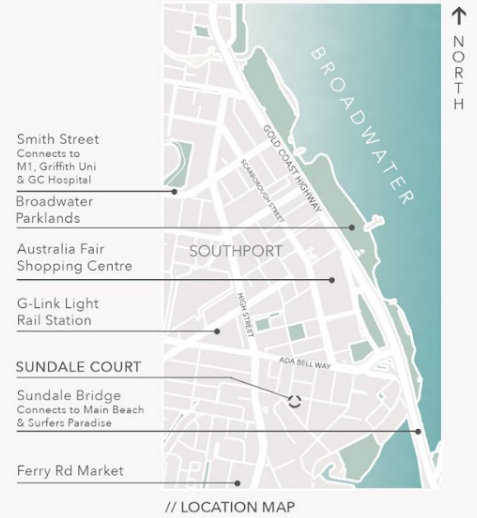 NORTH
BROADWATER
GOLD COAST HIGHWAY
SCARBOROUGH STREET
Smith Street
Connects to
M1, Griffith Uni
& GC Hospital
Broadwater
Parklands
Australia Fair
Shopping Centre
SOUTHPORT
G-Link Light
Rail Station
HIGH STREET
ADA BELL WAY
SUNDALE COURT
Sundale Bridge
Connects to Main Beach
& Surfers Paradise
Ferry Rd Market
// LOCATION MAP